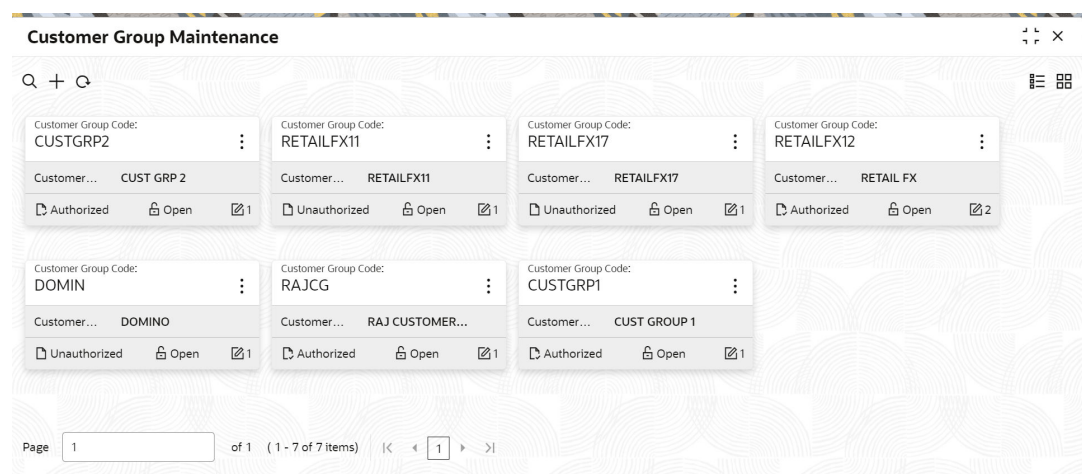 Customer Group Maintenance
Customer Group Code: Customer Group Code: Customer Group Code: Customer Group Code:
CUSTGRP2 RETAILFX11 RETAILFX17 RETAILFX12
Customer... CUST GRP 2 Customer... RETAILFX11 Customer... RETAILFX17 Customer... RETAIL FX
Authorized Open 1 Unauthorized Open 1 Unauthorized Open 1 Authorized Open 2
Customer Group Code: Customer Group Code: Customer Group Code:
DOMIN RAJCG CUSTGRP1
Customer... DOMINO Customer... RAJ CUSTOMER... Customer... CUST GROUP 1
Unauthorized Open 1 Authorized Open 1 Authorized Open 1
Page 1 of 1 ( 1 - 7 of 7 items) 1